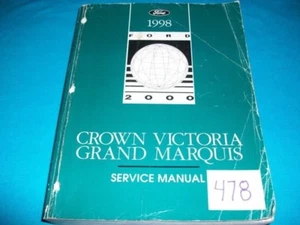 Ford
1998
FORD
2000
CROWN VICTORIA
GRAND MARQUIS
SERVICE MANUAL
478